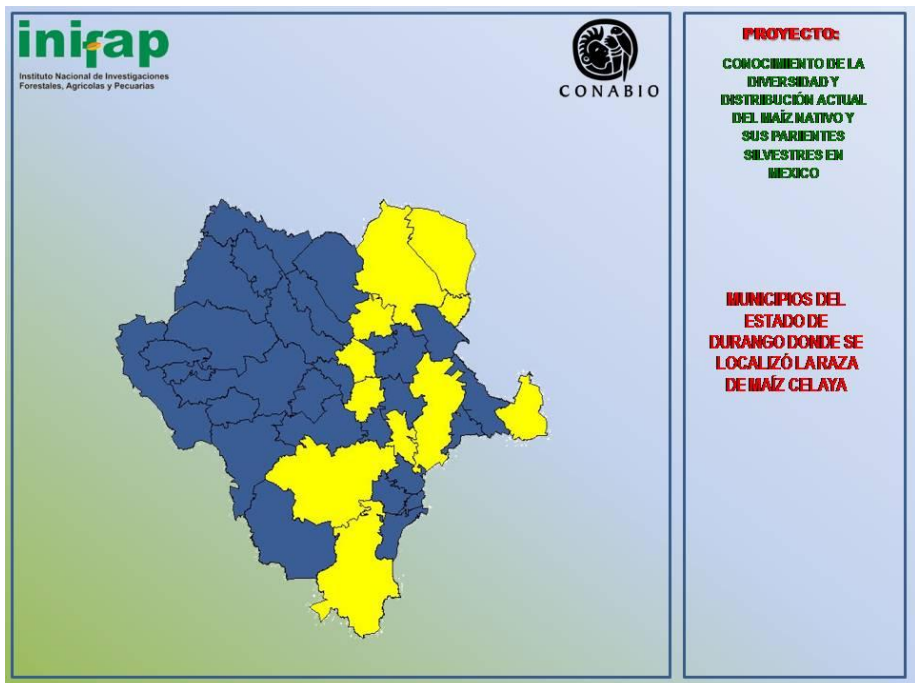 inifap
Instituto Nacional de Investigaciones
Forestales, Agrícolas y Pecuarias
CONABIO
PROYECTO:
CONOCIMIENTO DE LA
DIVERSIDAD Y
DISTRIBUCIÓN ACTUAL
DEL MAÍZ NATIVO Y
SUS PARIENTES
SILVESTRES EN
MEXICO
MUNICIPIOS DEL
ESTADO DE
DURANGO DONDE SE
LOCALIZÓ LA RAZA
DE MAÍZ CELAYA